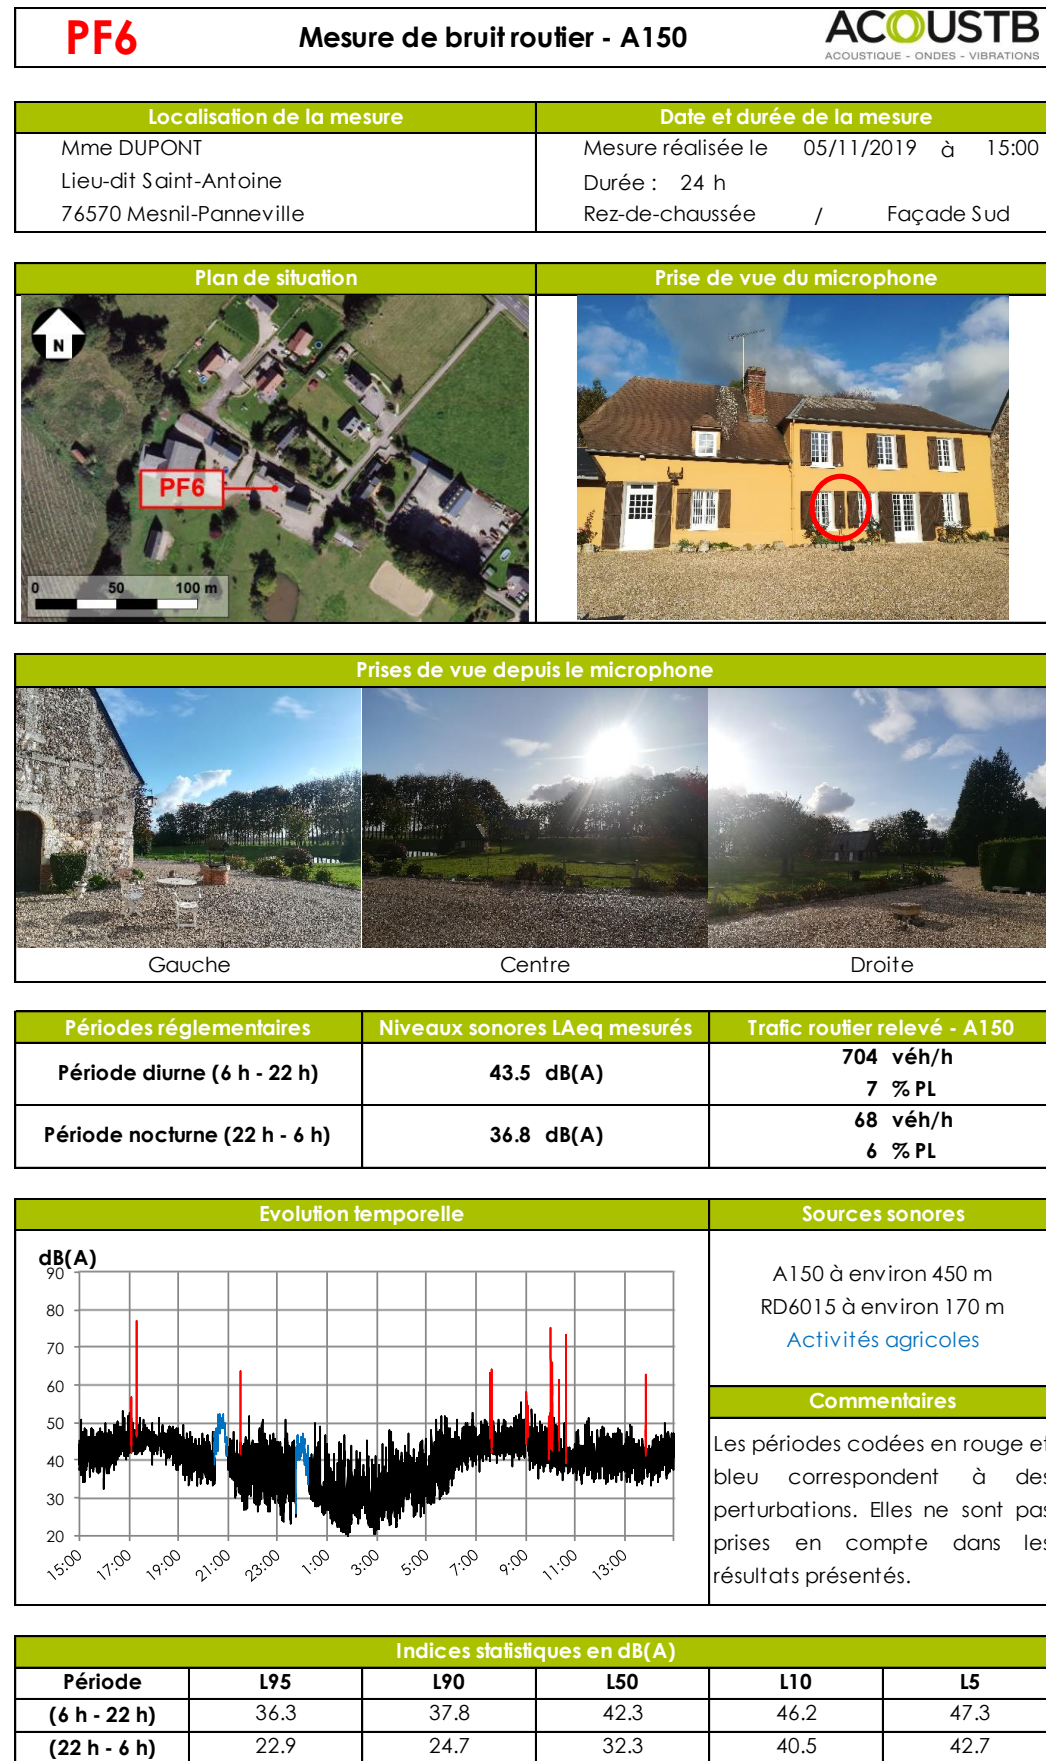 PF6
Mesure de bruit routier - A150
ACOUSTB
ACOUSTIQUE - ONDES - VIBRATIONS
Localisation de la mesure
Date et durée de la mesure
Mme DUPONT
Mesure réalisée le 05/11/2019 à 15:00
Lieu-dit Saint-Antoine
Durée : 24 h
76570 Mesnil-Panneville
Rez-de-chaussée / Façade Sud
Plan de situation
Prise de vue du microphone
N
PF6
0 50 100 m
Prises de vue depuis le microphone
Gauche
Centre
Droite
Périodes réglementaires
Niveaux sonores LAeq mesurés
Trafic routier relevé - A150
Période diurne (6 h - 22 h)
43.5 dB(A)
704 véh/h
7 % PL
Période nocturne (22 h - 6 h)
36.8 dB(A)
68 véh/h
6 % PL
Evolution temporelle
Sources sonores
dB(A)
90
80
70
60
50
40
30
20
15:00 17:00 19:00 21:00 23:00 1:00 3:00 5:00 7:00 9:00 11:00 13:00
A150 à environ 450 m
RD6015 à environ 170 m
Activités agricoles
Commentaires
Les périodes codées en rouge et
bleu correspondent à des
perturbations. Elles ne sont pas
prises en compte dans les
résultats présentés.
Indices statistiques en dB(A)
Période L95 L90 L50 L10 L5
(6 h - 22 h) 36.3 37.8 42.3 46.2 47.3
(22 h - 6 h) 22.9 24.7 32.3 40.5 42.7